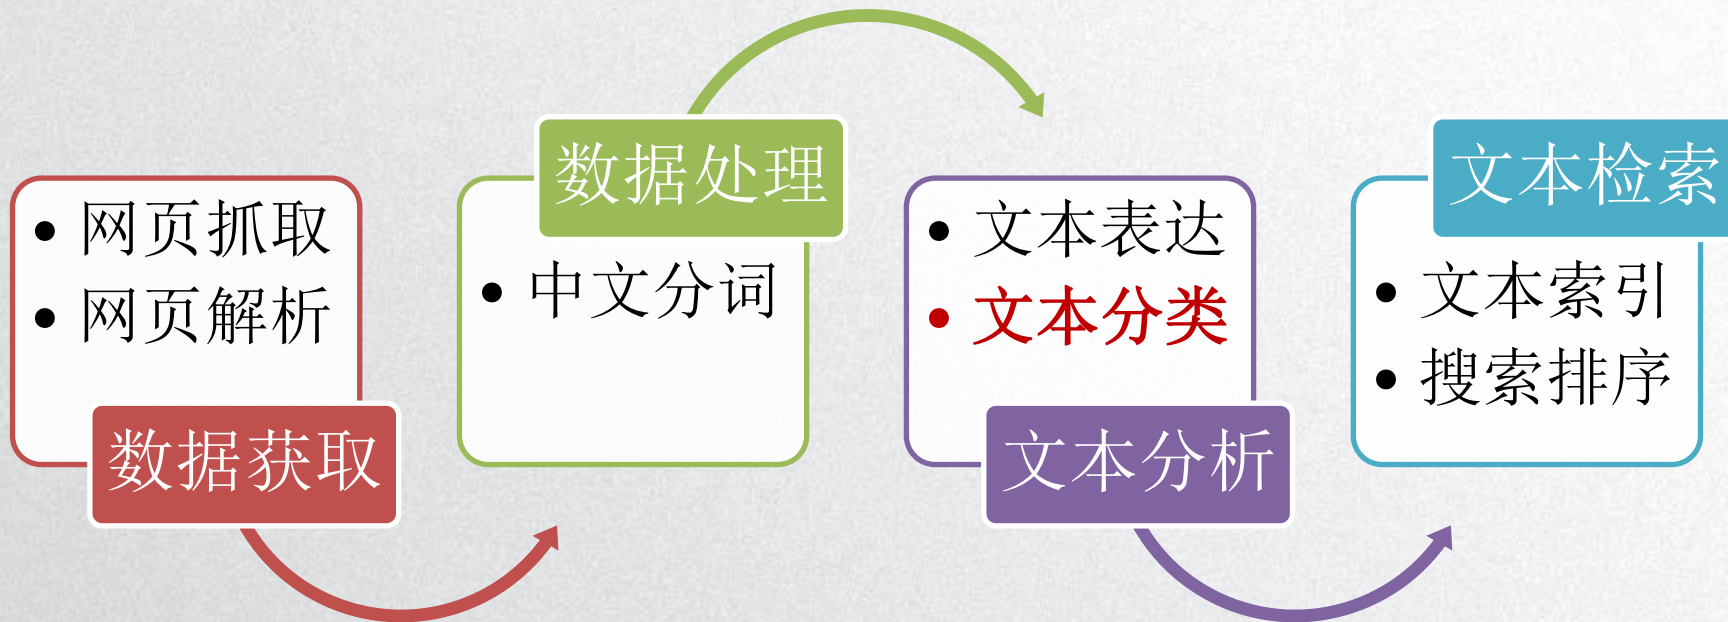 • 网页抓取
• 网页解析
数据获取
数据处理
• 中文分词
• 文本表达
• 文本分类
文本分析
文本检索
• 文本索引
• 搜索排序